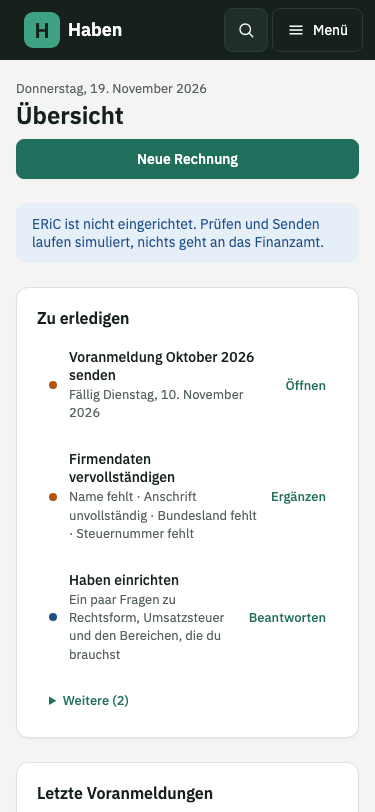 H Haben
Menü
Donnerstag, 19. November 2026
Übersicht
Neue Rechnung
ERiC ist nicht eingerichtet. Prüfen und Senden
laufen simuliert, nichts geht an das Finanzamt.
Zu erledigen
Voranmeldung Oktober 2026
senden
Fällig Dienstag, 10. November
2026
Öffnen
Firmendaten
vervollständigen
Name fehlt · Anschrift
unvollständig · Bundesland fehlt
· Steuernummer fehlt
Ergänzen
Haben einrichten
Ein paar Fragen zu
Rechtsform, Umsatzsteuer
und den Bereichen, die du
brauchst
Beantworten
Weitere (2)
Letzte Voranmeldungen